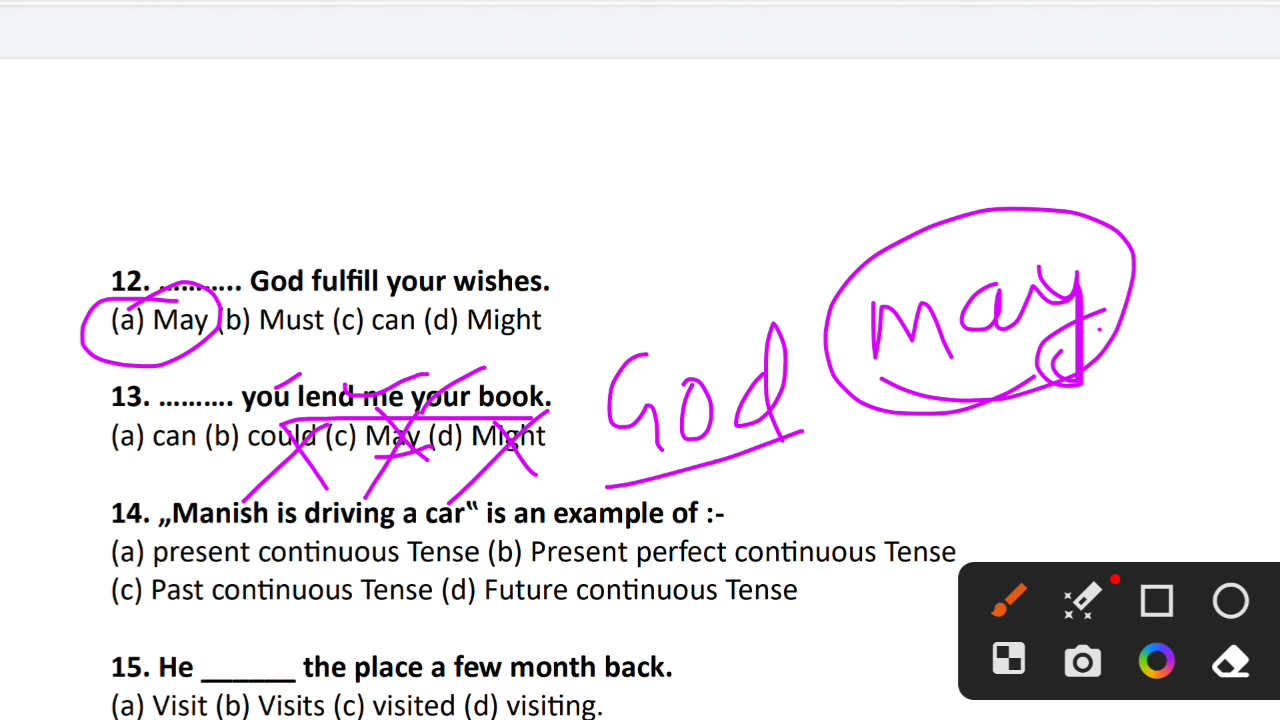 12. ……….. God fulfill your wishes.
(a) May (b) Must (c) can (d) Might
may
God
13. ………. you lend me your book.
(a) can (b) could (c) May (d) Might
14. „Manish is driving a car‟ is an example of :-
(a) present continuous Tense (b) Present perfect continuous Tense
(c) Past continuous Tense (d) Future continuous Tense
15. He ______ the place a few month back.
(a) Visit (b) Visits (c) visited (d) visiting.